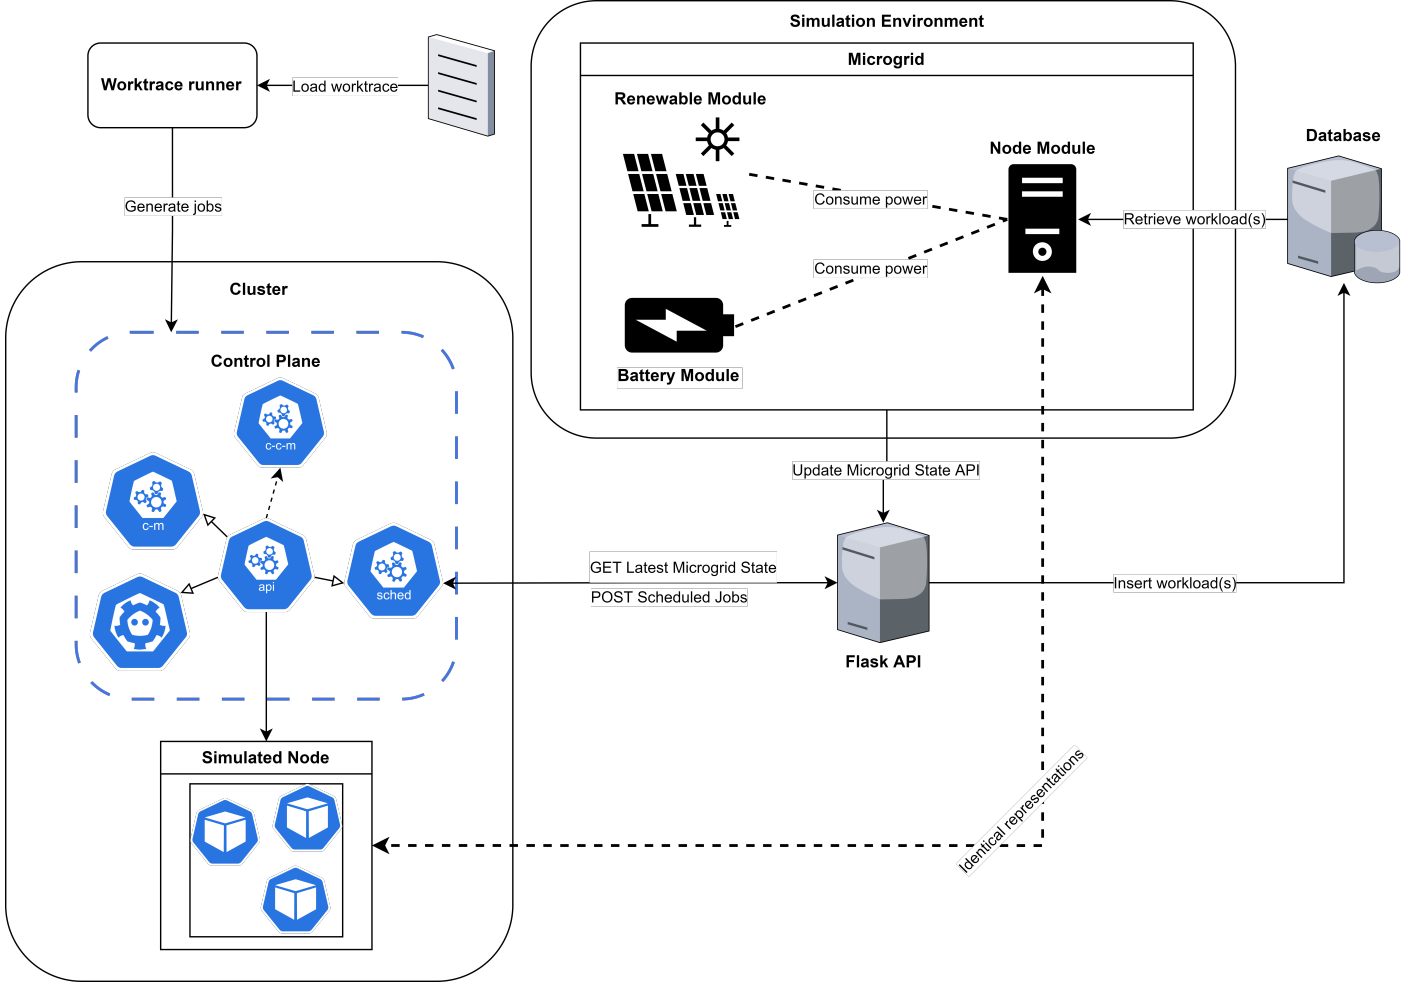 Simulation Environment
Microgrid
Worktrace runner
Load worktrace
Renewable Module
Database
Node Module
Generate jobs
Consume power
Retrieve workload(s)
Consume power
Cluster
Control Plane
Battery Module
c-c-m
Update Microgrid State API
c-m
api
sched
GET Latest Microgrid State
POST Scheduled Jobs
Insert workload(s)
Flask API
Simulated Node
Identical representations